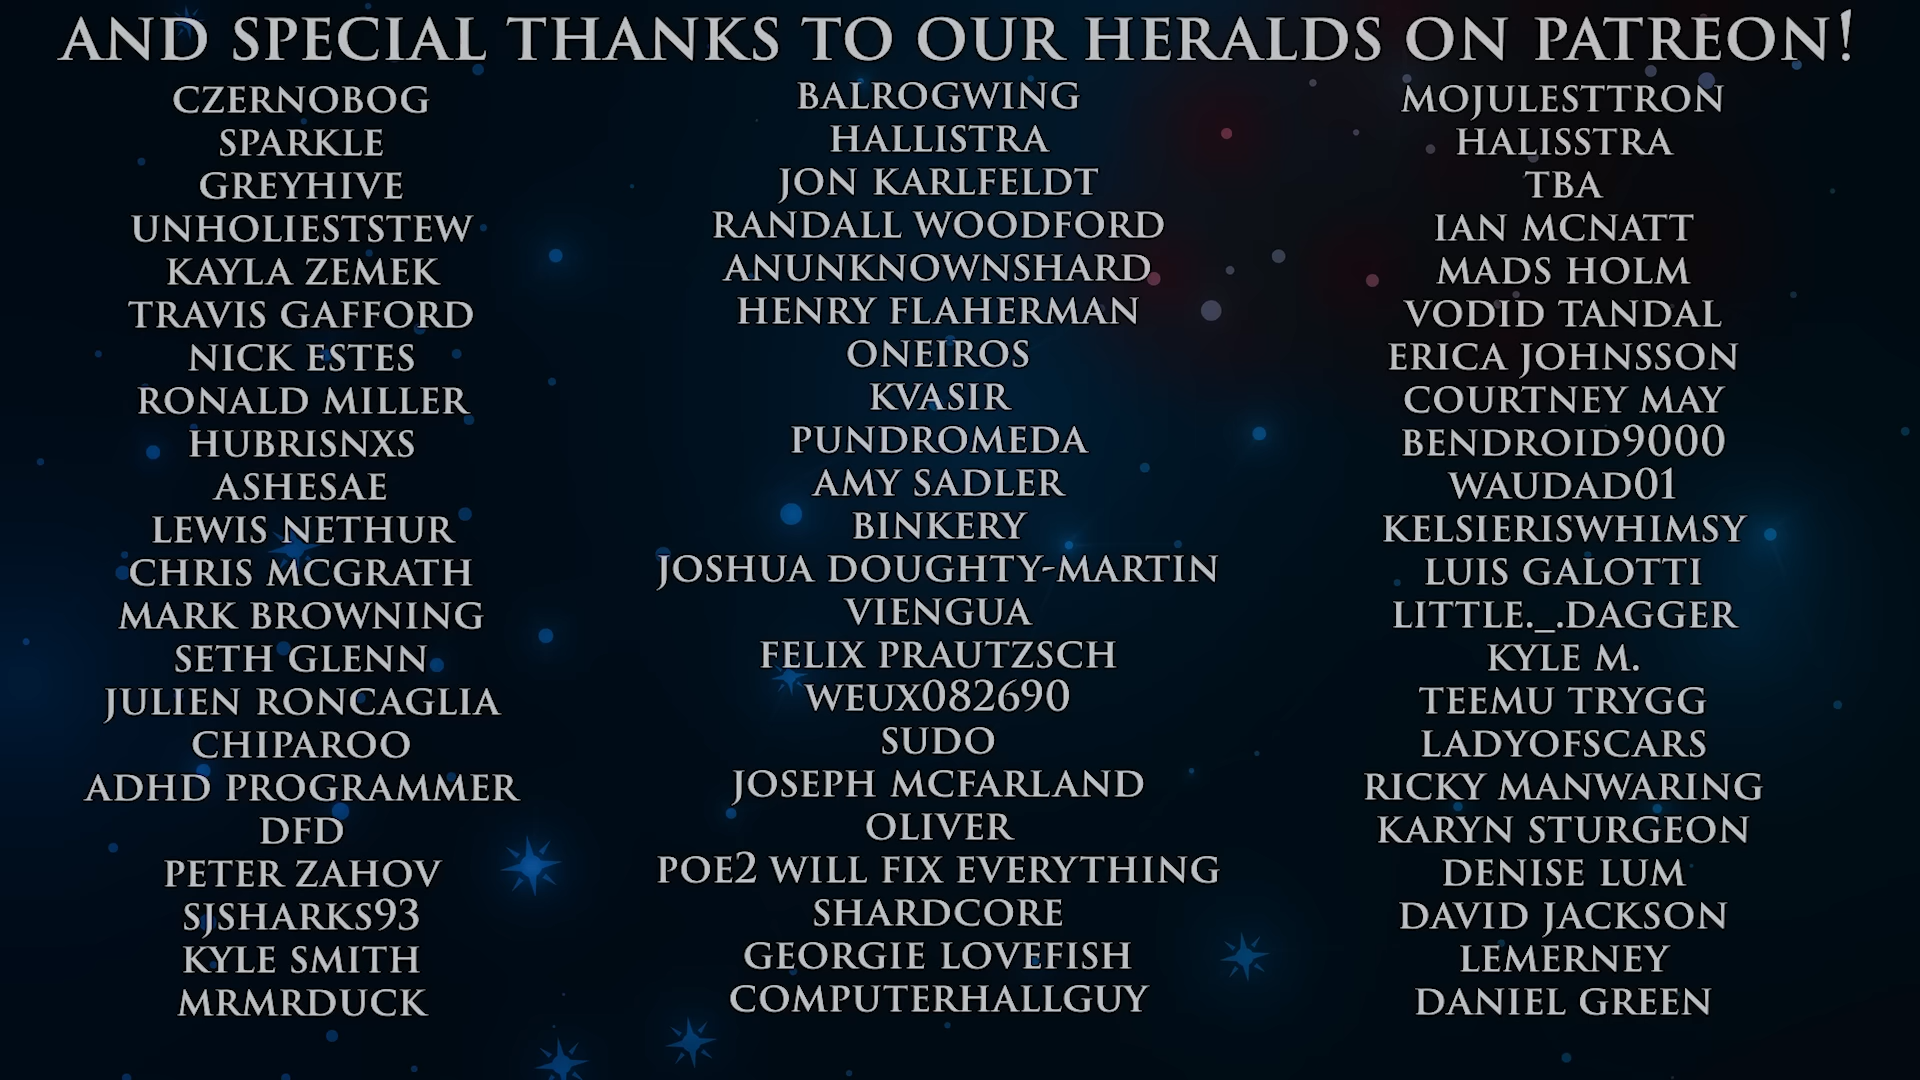 AND SPECIAL THANKS TO OUR HERALDS ON PATREON!
CZERNOBOG
SPARKLE
GREYHIVE
UNHOLIESTSTEW
KAYLA ZEMEK
TRAVIS GAFFORD
NICK ESTES
RONALD MILLER
HUBRISNXS
ASHESAE
LEWIS NETHUR
CHRIS MCGRATH
MARK BROWNING
SETH GLENN
JULIEN RONCAGLIA
CHIPAROO
ADHD PROGRAMMER
DFD
PETER ZAHOV
SJSHARKS93
KYLE SMITH
MRMRDUCK
BALROGWING
HALLISTRA
JON KARLFELDT
RANDALL WOODFORD
ANUNKNOWNSHARD
HENRY FLAHERMAN
ONEIROS
KVASIR
PUNDROMEDA
AMY SADLER
BINKERY
JOSHUA DOUGHTY-MARTIN
VIENGUA
FELIX PRAUTZSCH
WEUX082690
SUDO
JOSEPH MCFARLAND
OLIVER
POE2 WILL FIX EVERYTHING
SHARDCORE
GEORGIE LOVEFISH
COMPUTERHALLGUY
MOJULESTTRON
HALISSTRA
TBA
IAN MCNATT
MADS HOLM
VODID TANDAL
ERICA JOHNSSON
COURTNEY MAY
BENDROID9000
WAUDAD01
KELSIERISWHIMSY
LUIS GALOTTI
LITTLE._.DAGGER
KYLE M.
TEEMU TRYGG
LADYOFSCARS
RICKY MANWARING
KARYN STURGEON
DENISE LUM
DAVID JACKSON
LEMERNEY
DANIEL GREEN